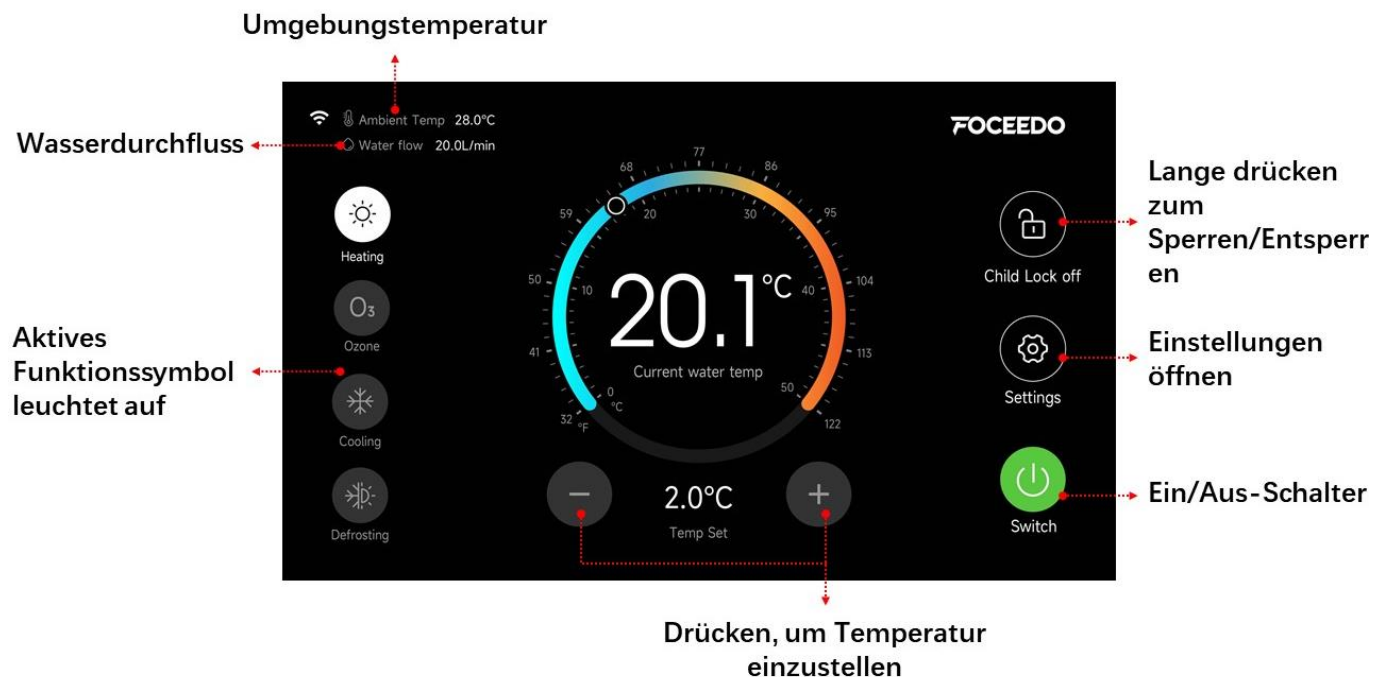 Umgebungstemperatur
Ambient Temp 28.0°C
FOCEEDO
Wasserdurchfluss
Water flow 20.0L/min
77
68
86
59
20
30
95
Lange drücken
zum
Sperren/Entsperr
en
Heating
Child Lock off
50
10
20.1°C
40
104
O₃
Ozone
Aktives
Funktionssymbol
leuchtet auf
41
Current water temp
113
Einstellungen
öffnen
0
°C
50
Settings
32 °F
122
Cooling
2.0°C
Temp Set
Ein/Aus-Schalter
Switch
Defrosting
Drücken, um Temperatur
einzustellen